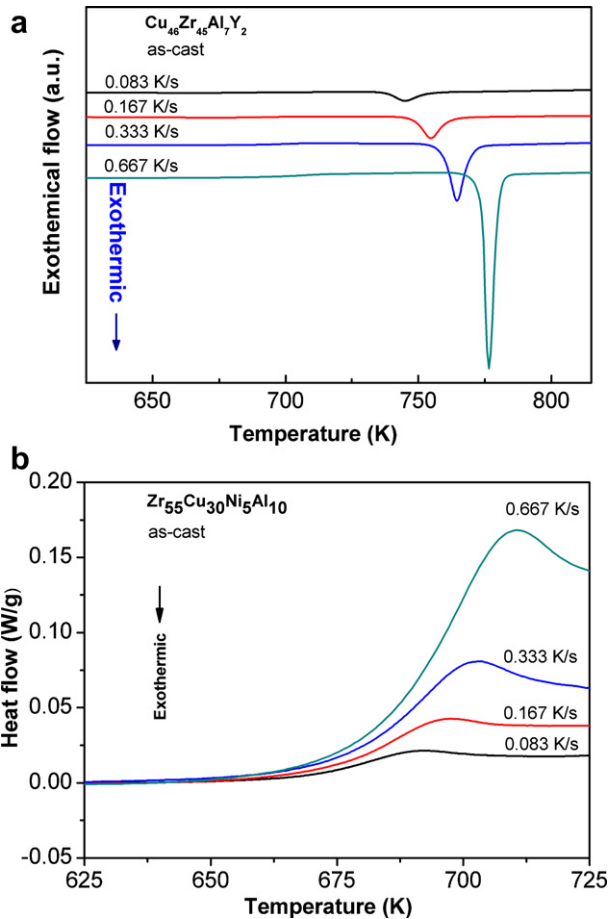 a
Cu₄₆Zr₄₅Al₇Y₂
as-cast
0.083 K/s
0.167 K/s
0.333 K/s
0.667 K/s
Exothermic
Exothemical flow (a.u.)
650 700 750 800
Temperature (K)
b
Zr₅₅Cu₃₀Ni₅Al₁₀
as-cast
Exothermic
0.667 K/s
0.333 K/s
0.167 K/s
0.083 K/s
Heat flow (W/g)
0.20
0.15
0.10
0.05
0.00
-0.05
625 650 675 700 725
Temperature (K)